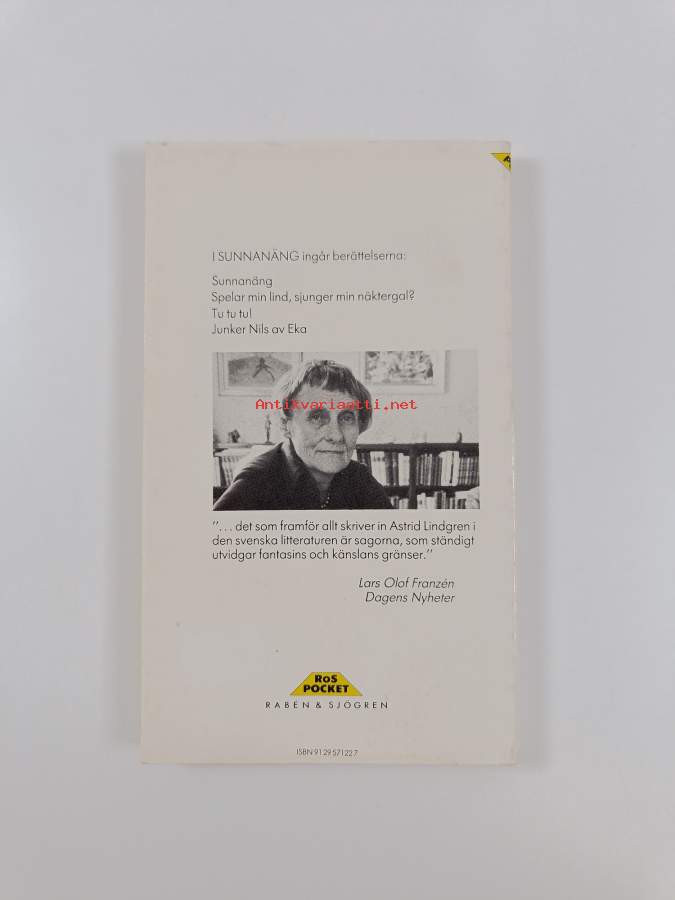 I SUNNANÄNG ingår berättelserna:
Sunnanäng
Spelar min lind, sjunger min näktergal?
Tu tu tu!
Junker Nils av Eka
Antikvariaatti.net
"... det som framför allt skriver in Astrid Lindgren i
den svenska litteraturen är sagorna, som ständigt
utvidgar fantasins och känslans gränser."
Lars Olof Franzén
Dagens Nyheter
RoS
POCKET
RABÉN & SJÖGREN
ISBN 91 29 57122 7